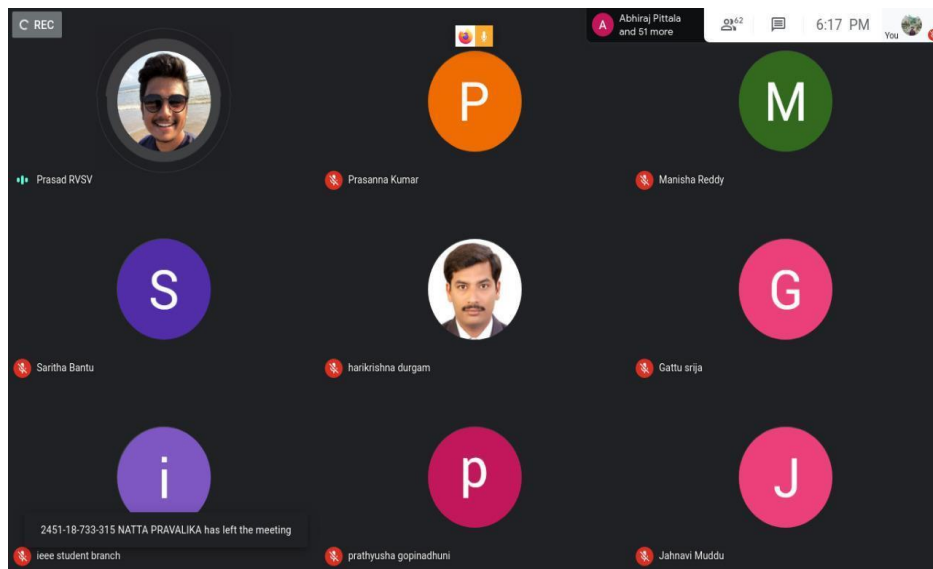 REC
A
Abhiraj Pittala
and 51 more
62
6:17 PM
You
P
M
Prasad RVSV
Prasanna Kumar
Manisha Reddy
S
G
Saritha Bantu
harikrishna durgam
Gattu srija
i
p
J
2451-18-733-315 NATTA PRAVALIKA has left the meeting
ieee student branch
prathyusha gopinadhuni
Jahnavi Muddu